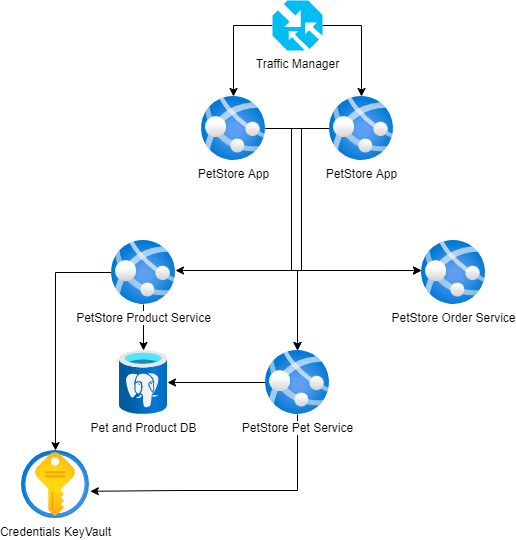 Traffic Manager
PetStore App
PetStore App
PetStore Product Service
PetStore Order Service
Pet and Product DB
PetStore Pet Service
Credentials KeyVault